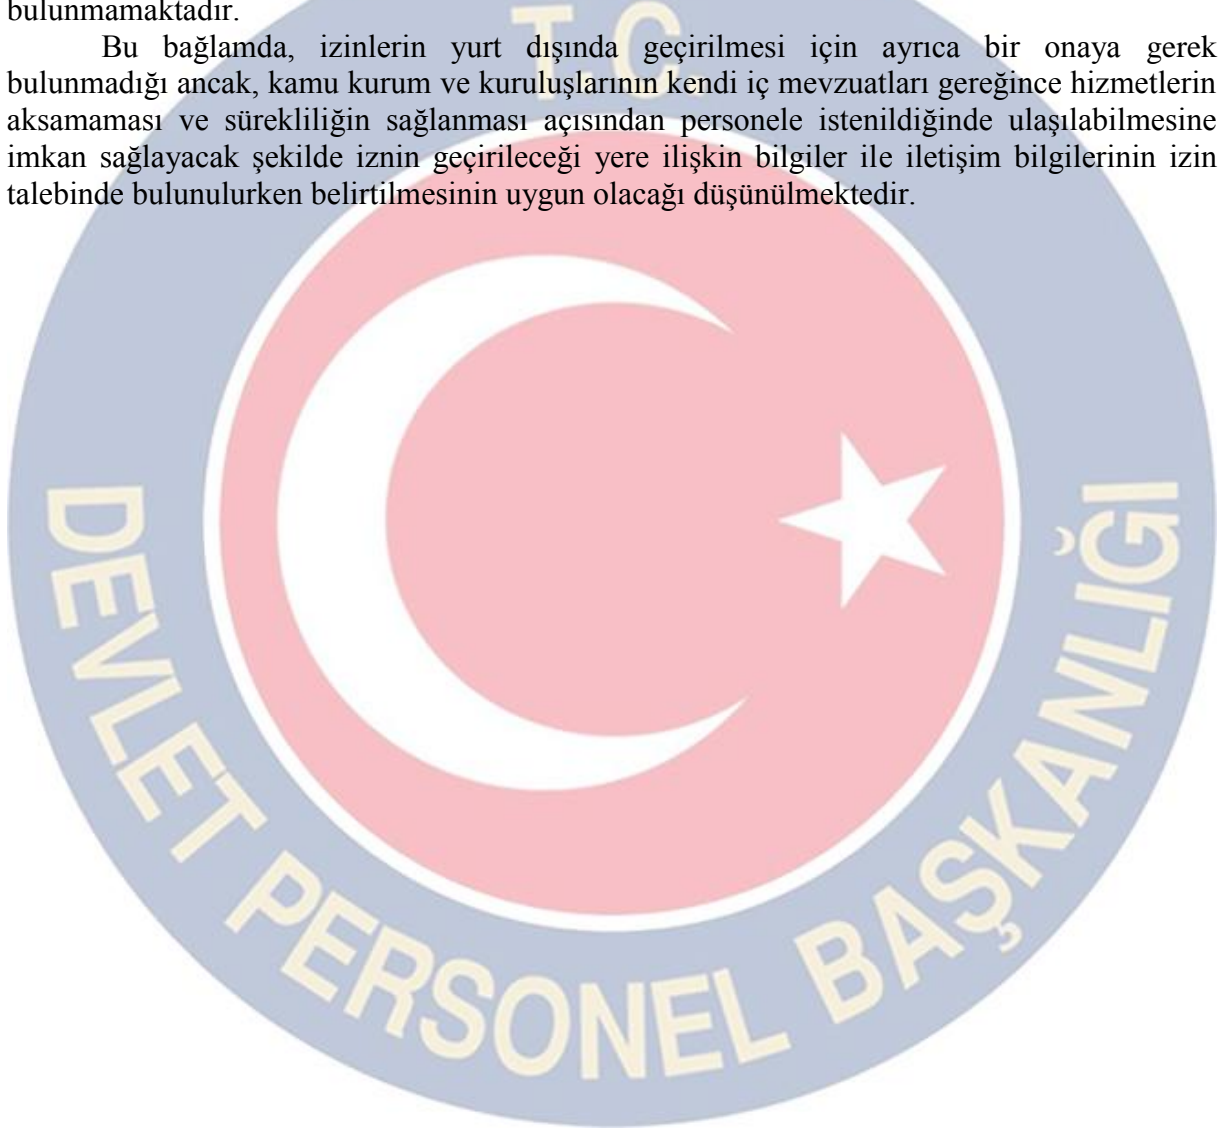 bulunmamaktadır.
Bu bağlamda, izinlerin yurt dışında geçirilmesi için ayrıca bir onaya gerek
bulunmadığı ancak, kamu kurum ve kuruluşlarının kendi iç mevzuatları gereğince hizmetlerin
aksamaması ve sürekliliğin sağlanması açısından personele istenildiğinde ulaşılabilmesine
imkan sağlayacak şekilde iznin geçirileceği yere ilişkin bilgiler ile iletişim bilgilerinin izin
talebinde bulunulurken belirtilmesinin uygun olacağı düşünülmektedir.
T.C.
DEVLET PERSONEL BAŞKANLIĞI